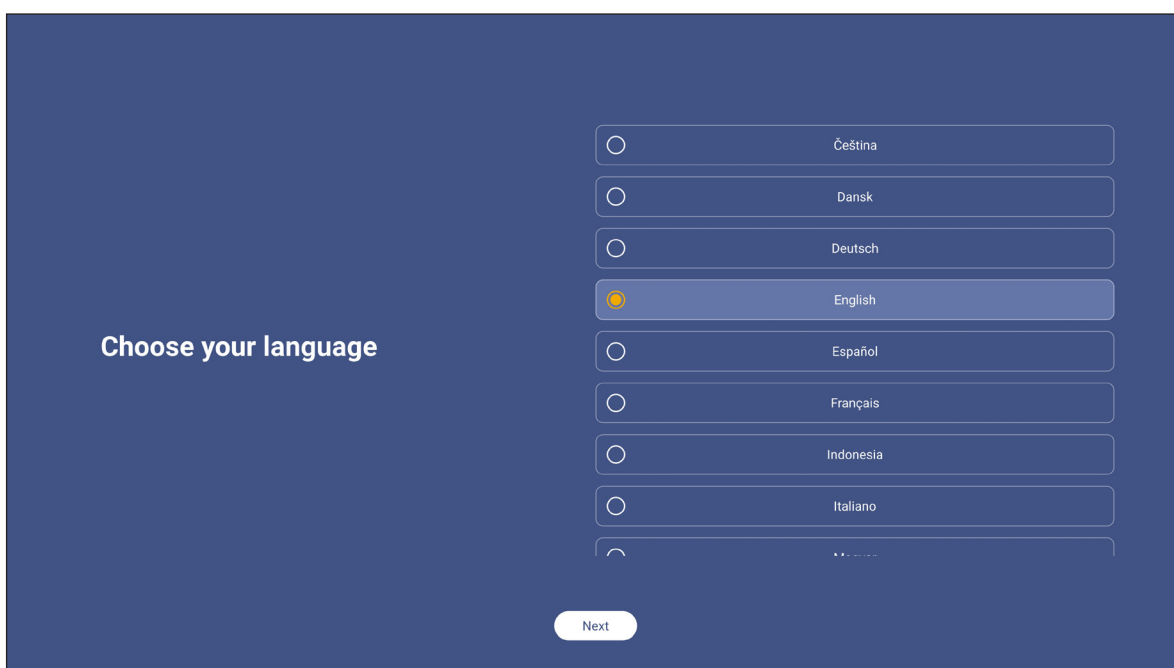 Choose your language
Čeština
Dansk
Deutsch
English
Español
Français
Indonesia
Italiano
Next